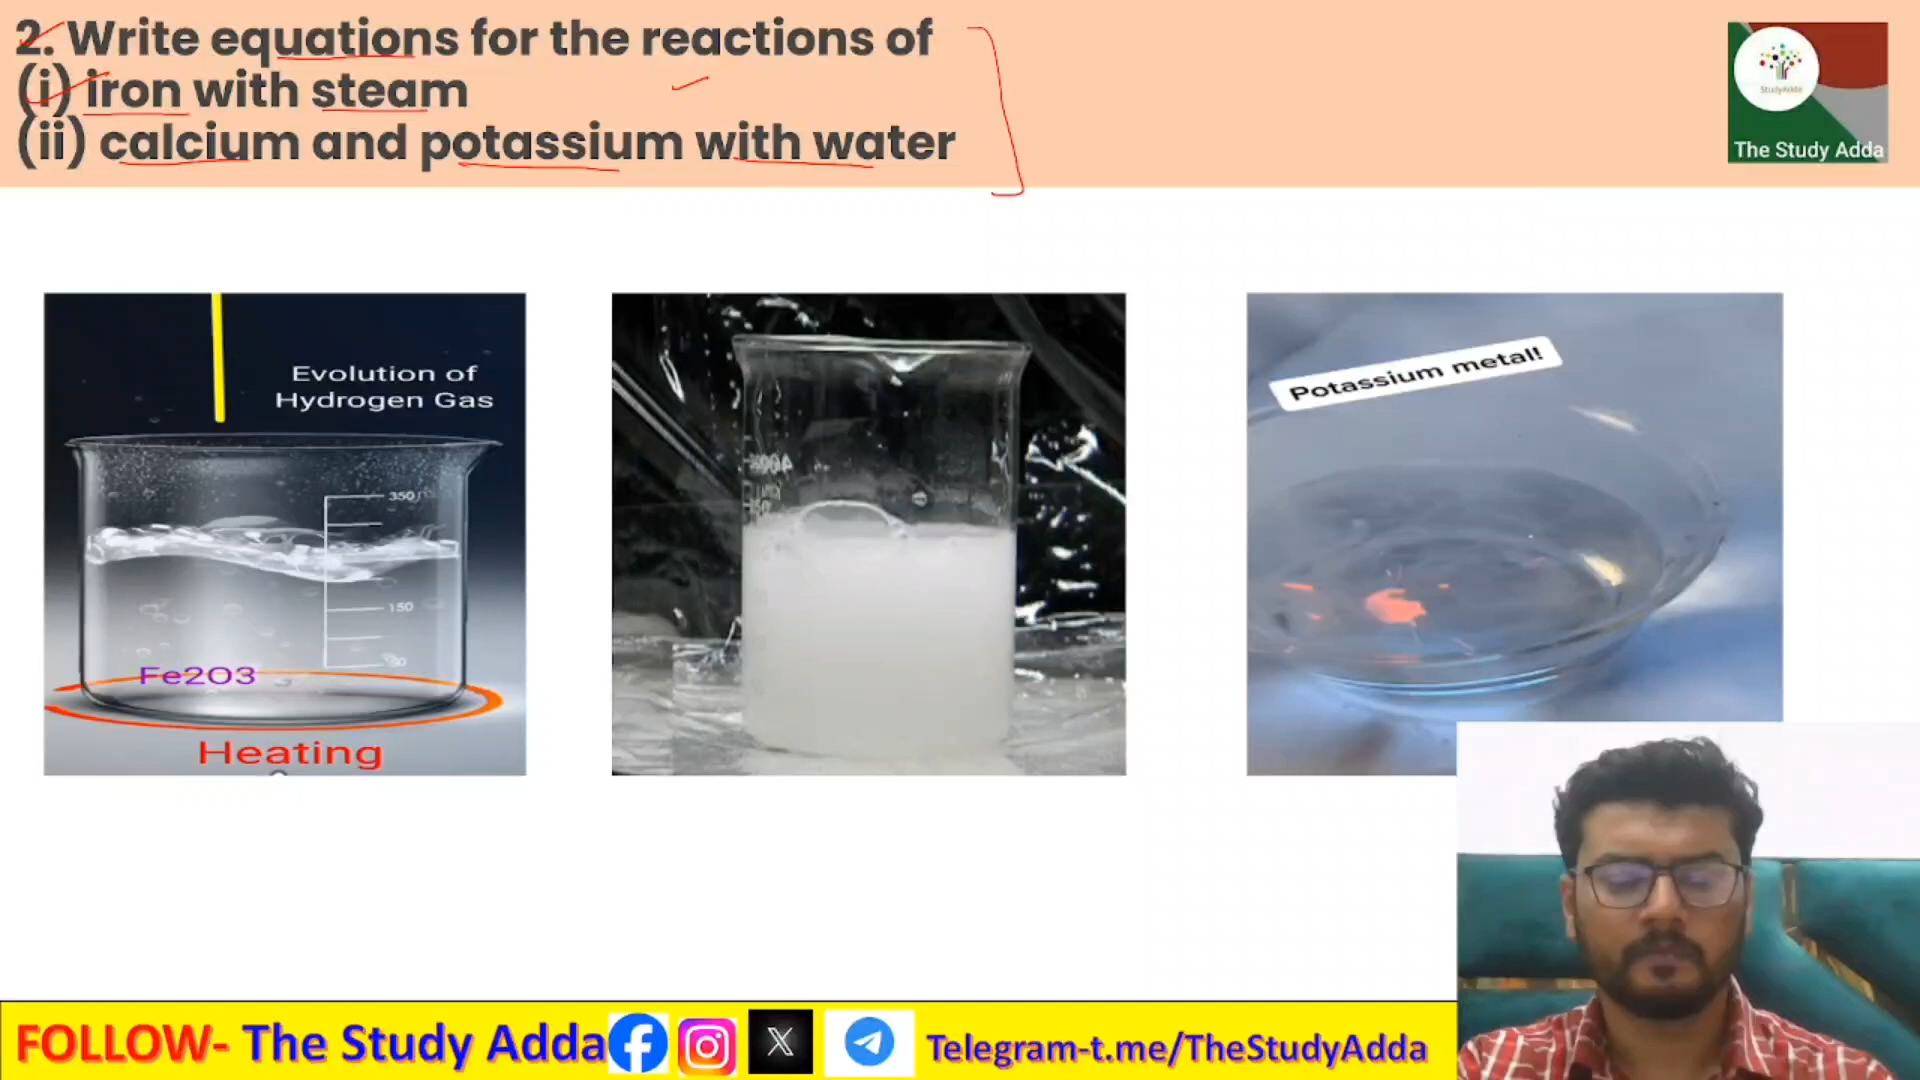 2. Write equations for the reactions of
(i) iron with steam
(ii) calcium and potassium with water
StudyAdda
The Study Adda
Evolution of
Hydrogen Gas
350
150
Fe2O3
Heating
Potassium metal!
FOLLOW- The Study Adda
Telegram-t.me/TheStudyAdda